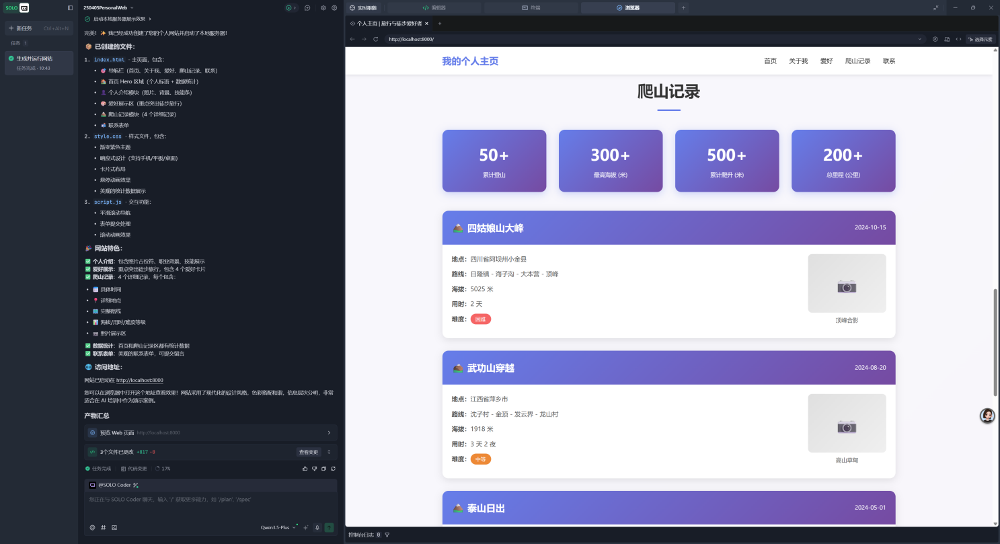 SOLO
新任务 Ctrl+Alt+N
任务 1
生成并运行网站
任务完成 · 10:43
250405PersonalWeb
启动本地服务器展示效果
完美！✨ 我已经成功创建了您的个人网站并启动了本地服务器！
📦 已创建的文件：
1. index.html - 主页面，包含：
• 🎯 导航栏（首页、关于我、爱好、爬山记录、联系）
• 🏠 首页 Hero 区域（个人标语 + 数据统计）
• 👤 个人介绍模块（照片、背景、技能条）
• 🎨 爱好展示区（重点突出徒步旅行）
• ⛰️ 爬山记录模块（4 个详细记录）
• 📬 联系表单
2. style.css - 样式文件，包含：
• 渐变紫色主题
• 响应式设计（支持手机/平板/桌面）
• 卡片式布局
• 悬停动画效果
• 美观的统计数据展示
3. script.js - 交互功能：
• 平滑滚动导航
• 表单提交处理
• 滚动动画效果
🎉 网站特色：
✅ 个人介绍：包含照片占位符、职业背景、技能展示
✅ 爱好展示：重点突出徒步旅行，包含 4 个爱好卡片
✅ 爬山记录：4 个详细记录，每个包含：
• 📅 具体时间
• 📍 详细地点
• 🗺️ 完整路线
• 📊 海拔/用时/难度等级
• 📷 照片展示区
✅ 数据统计：首页和爬山记录区都有统计数据
✅ 联系表单：美观的联系表单，可提交留言
🌐 访问地址：
网站已启动在 http://localhost:8000
您可以在浏览器中打开这个地址查看效果！网站采用了现代化的设计风格，色彩搭配和谐，信息层次分明，非常
适合在 AI 培训中作为演示案例。
产物汇总
预览 Web 页面 http://localhost:8000
3个文件已更改 +817 -0 查看变更
任务完成 代码变更 17%
@SOLO Coder
您正在与 SOLO Coder 聊天，输入 '/' 获取更多能力，如 '/plan', '/spec'
@ # Qwen3.5-Plus
实时跟随 编辑器 终端 浏览器 +
个人主页 | 旅行与徒步爱好者 × +
http://localhost:8000/ 选择元素
我的个人主页 首页 关于我 爱好 爬山记录 联系
爬山记录
50+ 300+ 500+ 200+
累计登山 最高海拔 (米) 累计爬升 (米) 总里程 (公里)
四姑娘山大峰 2024-10-15
地点：四川省阿坝州小金县
路线：日隆镇 - 海子沟 - 大本营 - 顶峰
海拔：5025 米
用时：2 天
难度：困难
顶峰合影
武功山穿越 2024-08-20
地点：江西省萍乡市
路线：沈子村 - 金顶 - 发云界 - 龙山村
海拔：1918 米
用时：3 天 2 夜
难度：中等
高山草甸
泰山日出 2024-05-01
控制台日志 0